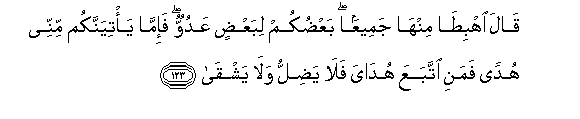 قَالَ ٱهْبِطَا مِنْهَا جَمِيعًۢا ۖ بَعْضُكُمْ لِبَعْضٍ عَدُوٌّ ۖ فَإِمَّا يَأْتِيَنَّكُم مِّنِّى
هُدًى فَمَنِ ٱتَّبَعَ هُدَاىَ فَلَا يَضِلُّ وَلَا يَشْقَىٰ ۝١٢٣